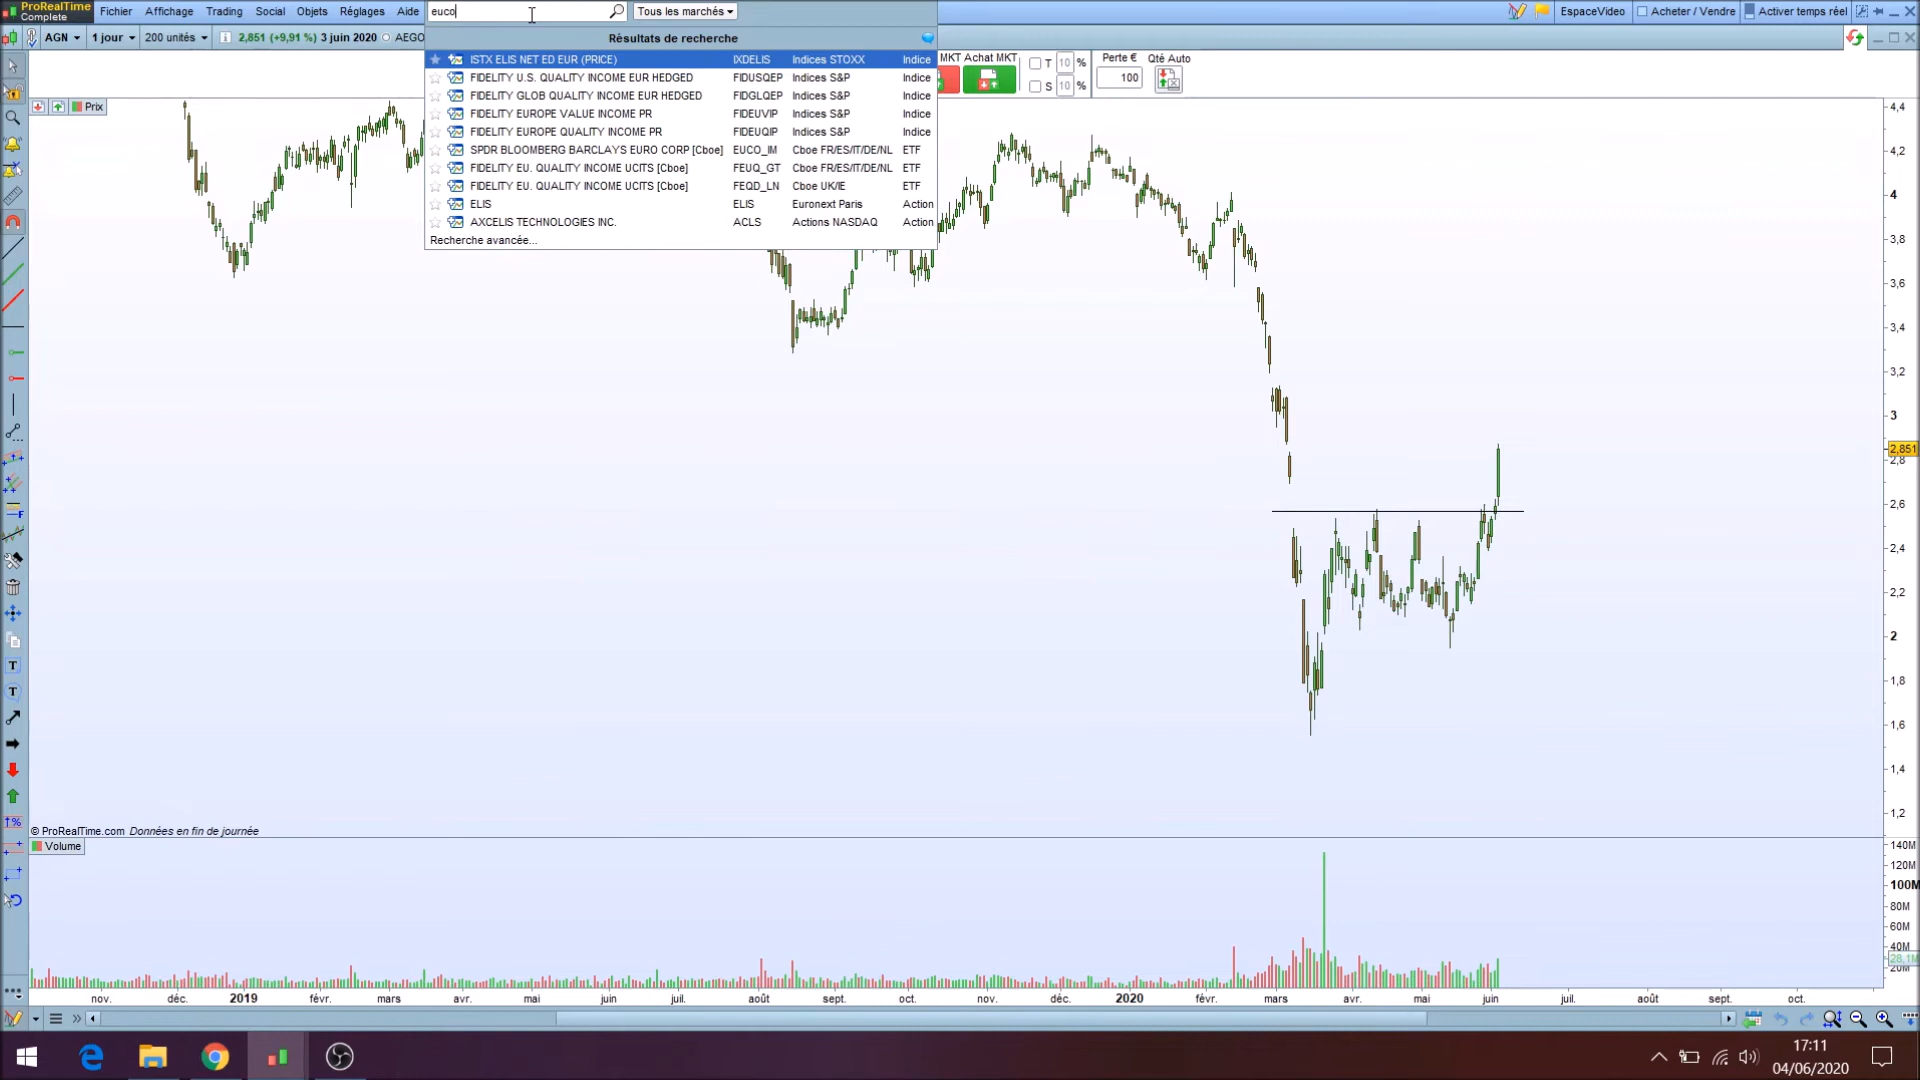 ProRealTime
Complete
Fichier Affichage Trading Social Objets Réglages Aide euco Tous les marchés EspaceVideo Acheter / Vendre Activer temps réel
AGN 1 jour 200 unités 2,851 (+9,91 %) 3 juin 2020 AEGO
Résultats de recherche
ISTX ELIS NET ED EUR (PRICE) IXDELIS Indices STOXX Indice
FIDELITY U.S. QUALITY INCOME EUR HEDGED FIDUSQEP Indices S&P Indice
FIDELITY GLOB QUALITY INCOME EUR HEDGED FIDGLQEP Indices S&P Indice
FIDELITY EUROPE VALUE INCOME PR FIDEUVIP Indices S&P Indice
FIDELITY EUROPE QUALITY INCOME PR FIDEUQIP Indices S&P Indice
SPDR BLOOMBERG BARCLAYS EURO CORP [Cboe] EUCO_IM Cboe FR/ES/IT/DE/NL ETF
FIDELITY EU. QUALITY INCOME UCITS [Cboe] FEUQ_GT Cboe FR/ES/IT/DE/NL ETF
FIDELITY EU. QUALITY INCOME UCITS [Cboe] FEQD_LN Cboe UK/IE ETF
ELIS ELIS Euronext Paris Action
AXCELIS TECHNOLOGIES INC. ACLS Actions NASDAQ Action
Recherche avancée...
MKT Achat MKT T 10 % Perte € Qté Auto
S 10 % 100
Prix
4,4
4,2
4
3,8
3,6
3,4
3,2
3
2,851
2,8
2,6
2,4
2,2
2
1,8
1,6
1,4
1,2
© ProRealTime.com Données en fin de journée
Volume
140M
120M
100M
80M
60M
40M
28,1M
20M
nov. déc. 2019 févr. mars avr. mai juin juil. août sept. oct. nov. déc. 2020 févr. mars avr. mai juin juil. août sept. oct.
17:11
04/06/2020